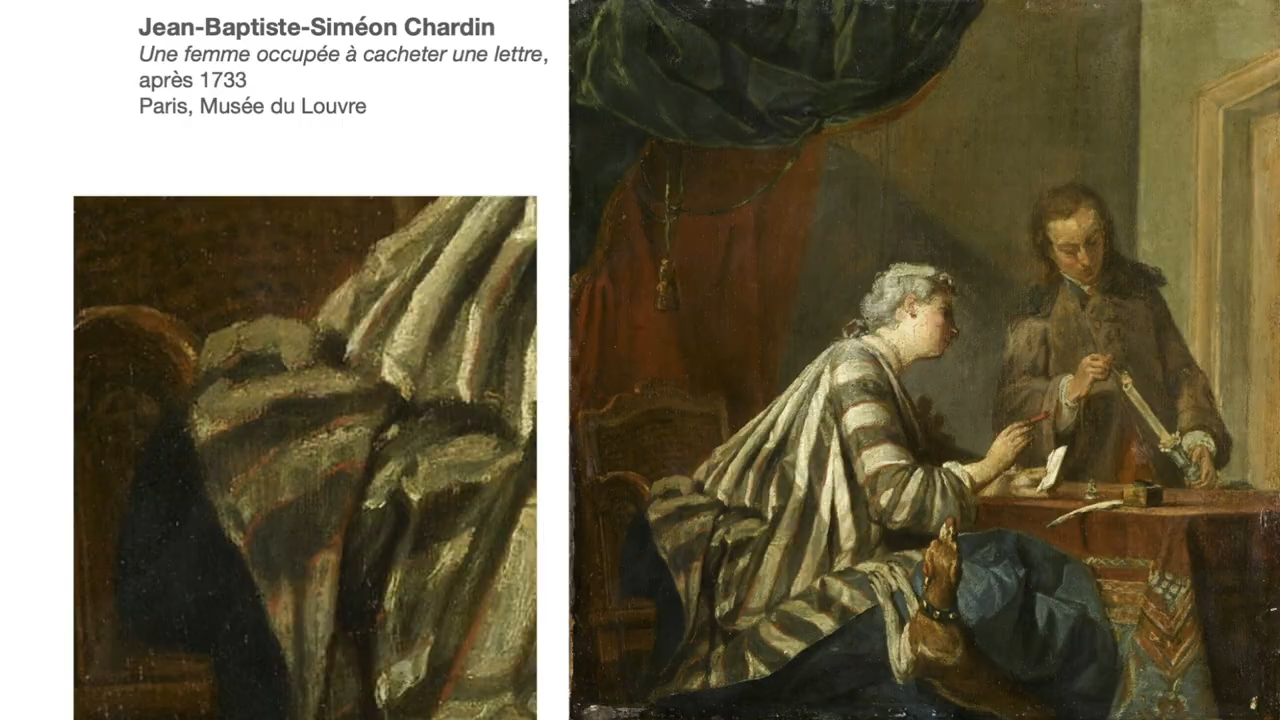 Jean-Baptiste-Siméon Chardin
Une femme occupée à cacheter une lettre,
après 1733
Paris, Musée du Louvre